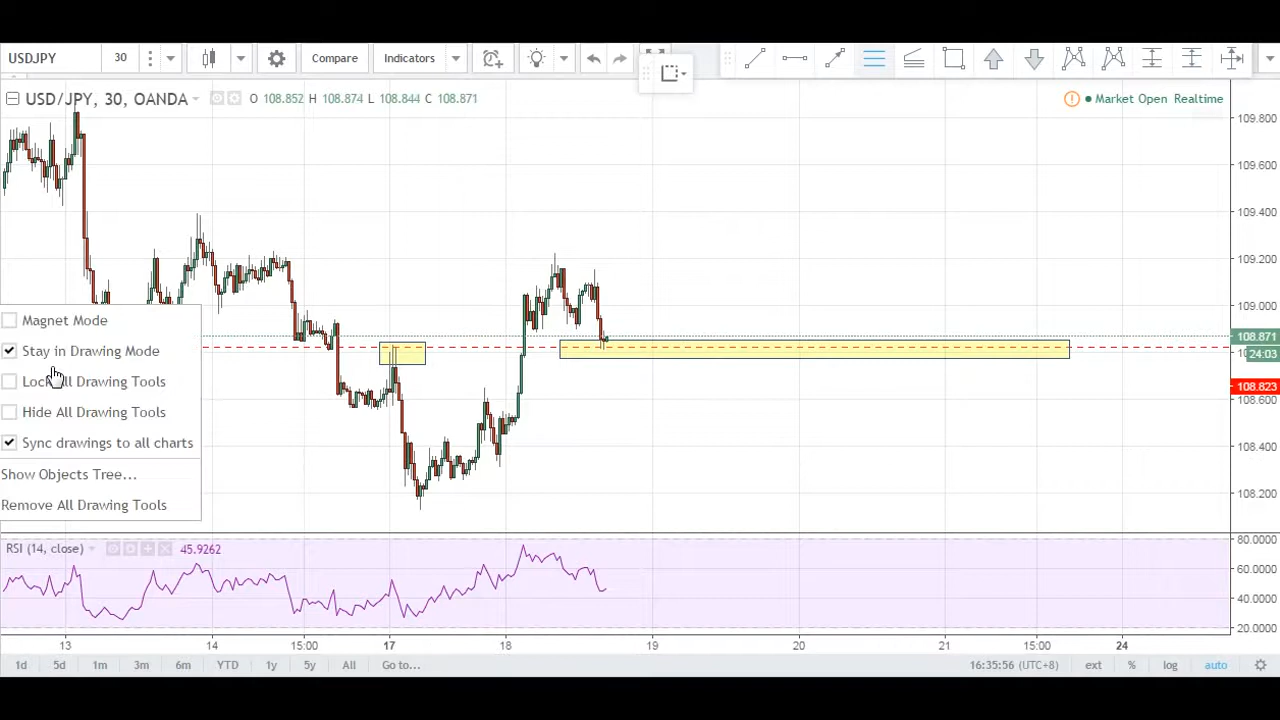 USDJPY 30 Compare Indicators
USD/JPY, 30, OANDA O 108.852 H 108.874 L 108.844 C 108.871 Market Open Realtime
109.800
109.600
109.400
109.200
109.000
108.871
24:03
108.823
108.600
108.400
108.200
Magnet Mode
Stay in Drawing Mode
Lock All Drawing Tools
Hide All Drawing Tools
Sync drawings to all charts
Show Objects Tree...
Remove All Drawing Tools
RSI (14, close) 45.9262
80.0000
60.0000
40.0000
20.0000
13 14 15:00 17 18 19 20 21 15:00 24
1d 5d 1m 3m 6m YTD 1y 5y All Go to... 16:35:56 (UTC+8) ext % log auto